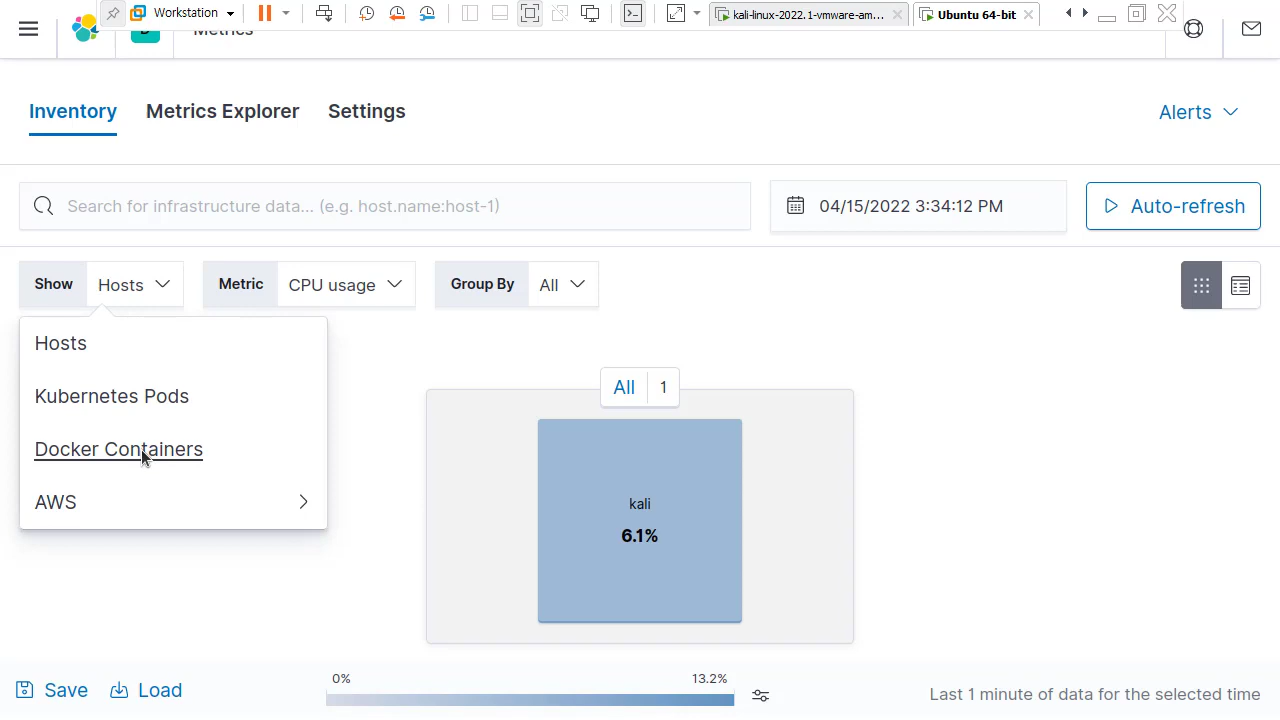 Workstation
kali-linux-2022.1-vmware-am...
Ubuntu 64-bit
Metrics
Inventory
Metrics Explorer
Settings
Alerts
Search for infrastructure data... (e.g. host.name:host-1)
04/15/2022 3:34:12 PM
Auto-refresh
Show
Hosts
Metric
CPU usage
Group By
All
Hosts
Kubernetes Pods
Docker Containers
AWS
All
1
kali
6.1%
Save
Load
0%
13.2%
Last 1 minute of data for the selected time